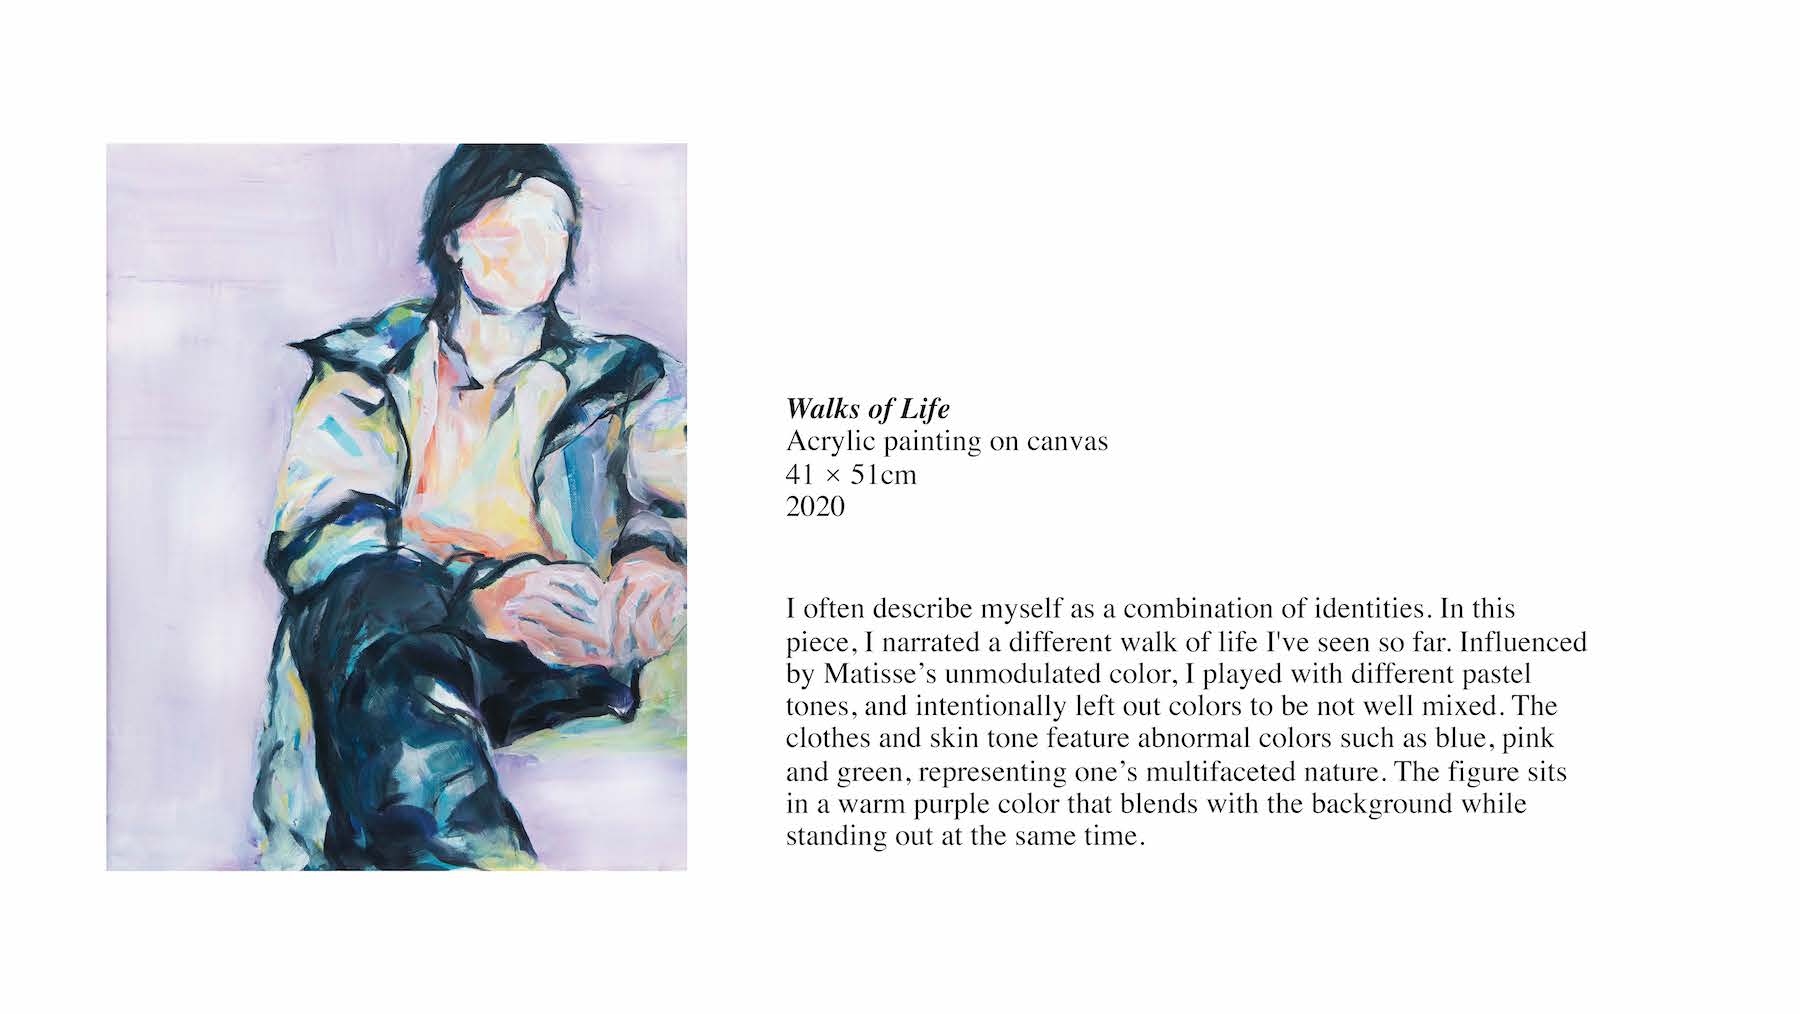 Walks of Life
Acrylic painting on canvas
41 × 51cm
2020
I often describe myself as a combination of identities. In this
piece, I narrated a different walk of life I've seen so far. Influenced
by Matisse’s unmodulated color, I played with different pastel
tones, and intentionally left out colors to be not well mixed. The
clothes and skin tone feature abnormal colors such as blue, pink
and green, representing one’s multifaceted nature. The figure sits
in a warm purple color that blends with the background while
standing out at the same time.